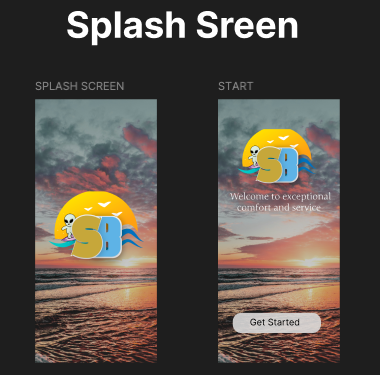 Splash Sreen
SPLASH SCREEN
START
SB
SB
Welcome to exceptional
comfort and service
Get Started